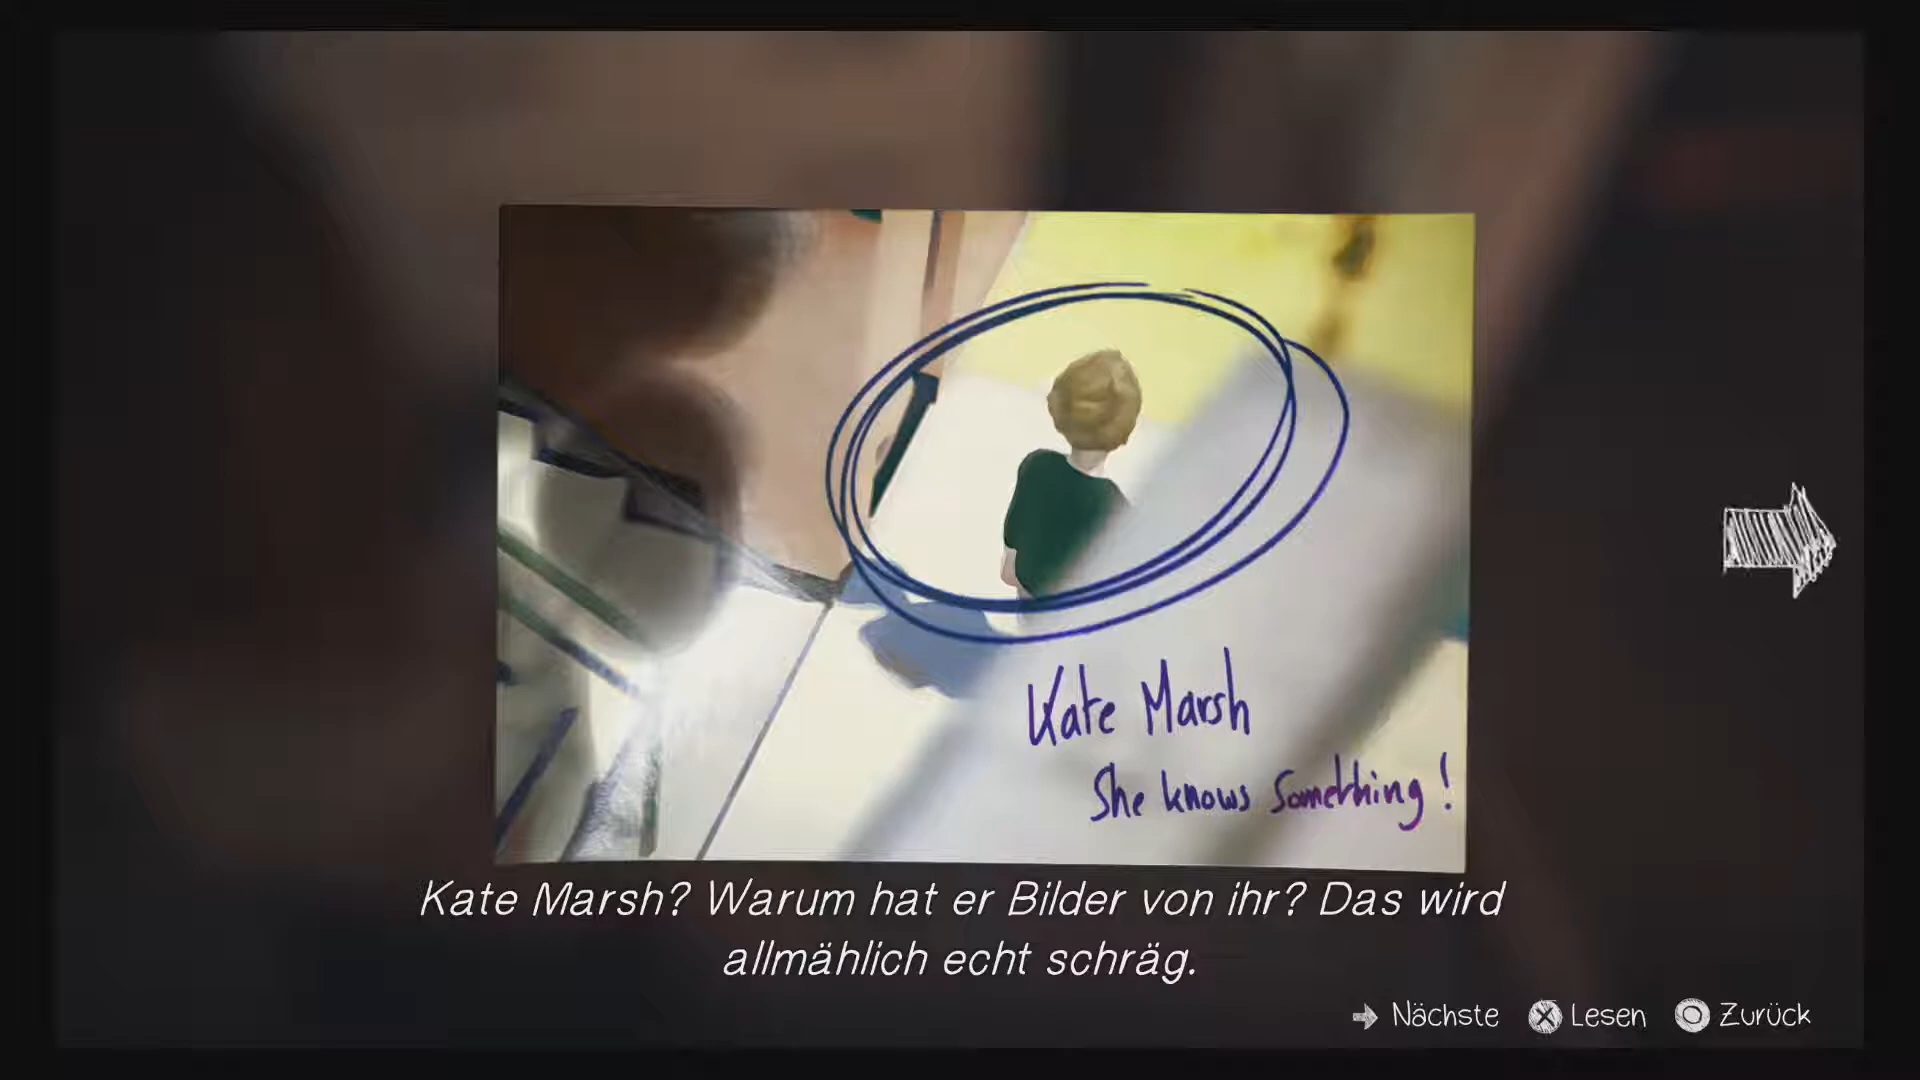 Kate Marsh
She knows Something!
Kate Marsh? Warum hat er Bilder von ihr? Das wird
allmählich echt schräg.
Nächste Lesen Zurück